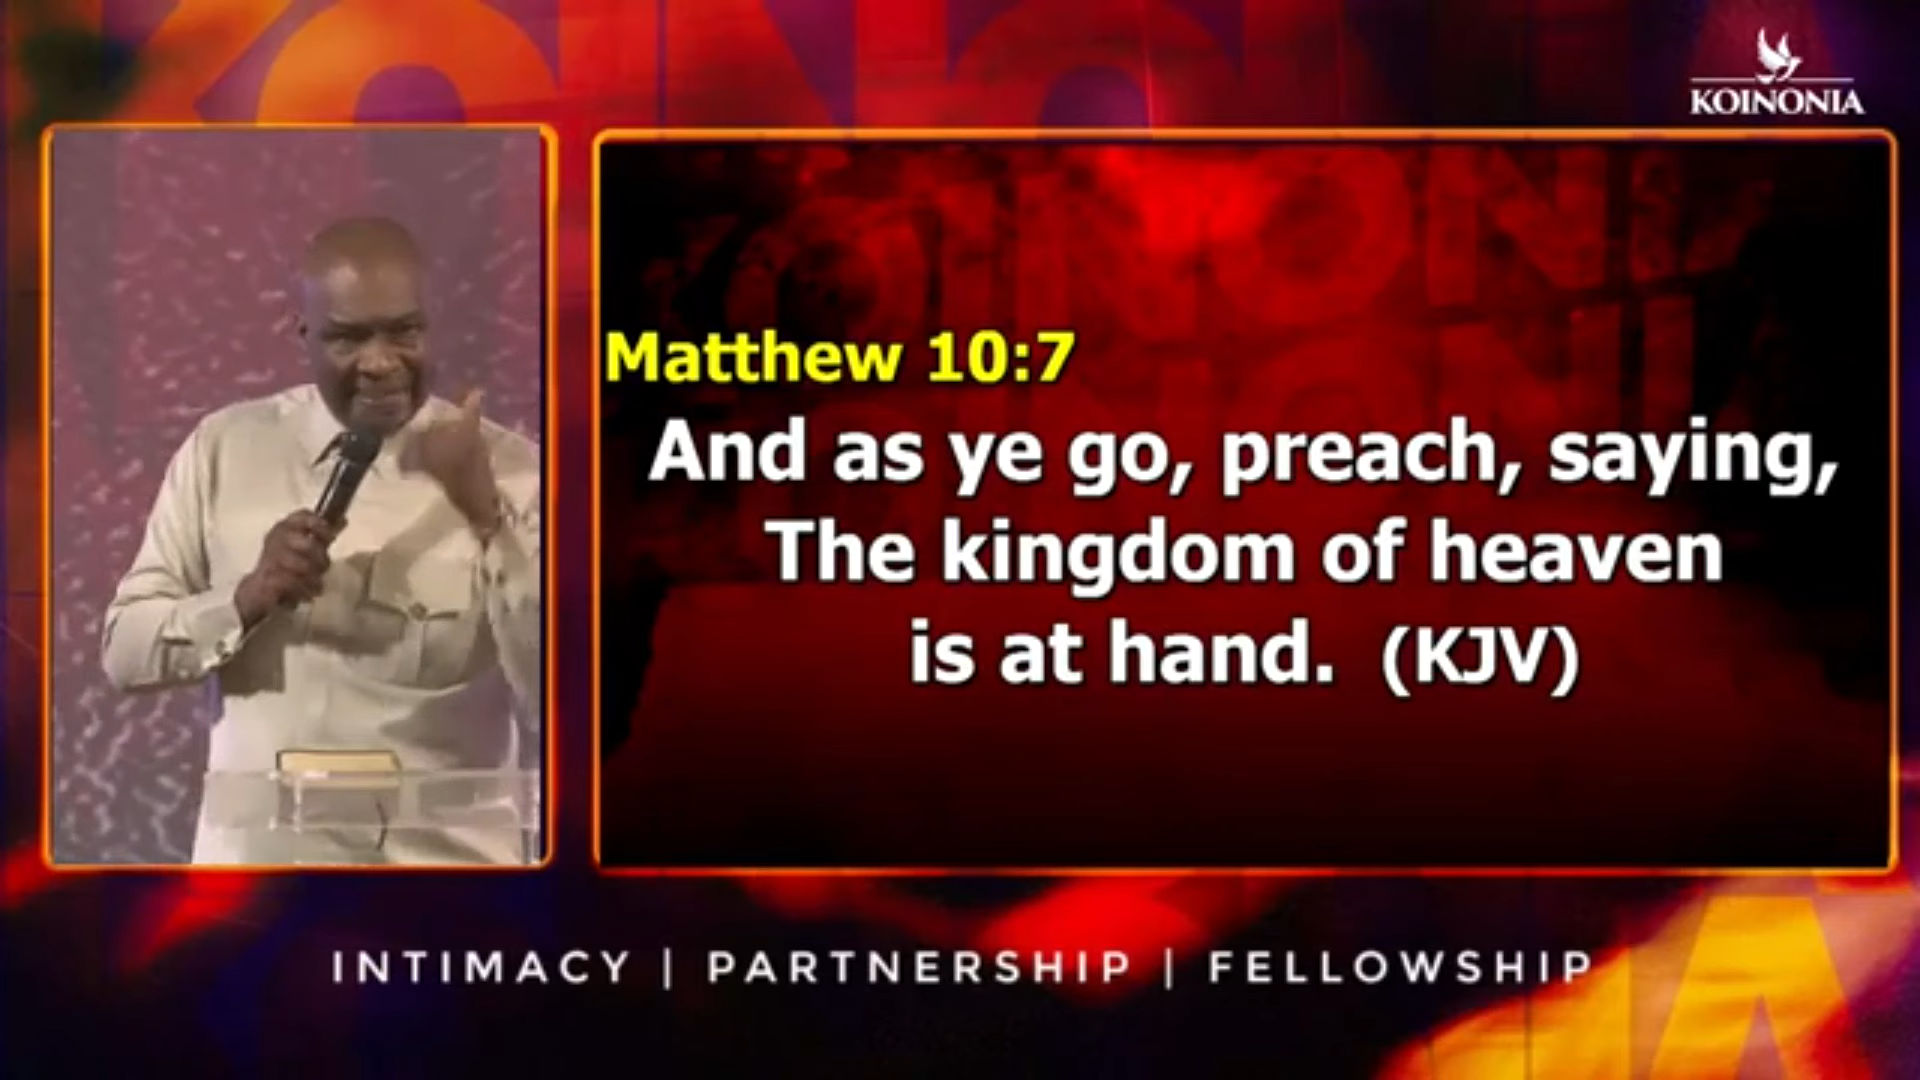 KOINONIA
Matthew 10:7
And as ye go, preach, saying,
The kingdom of heaven
is at hand. (KJV)
INTIMACY | PARTNERSHIP | FELLOWSHIP